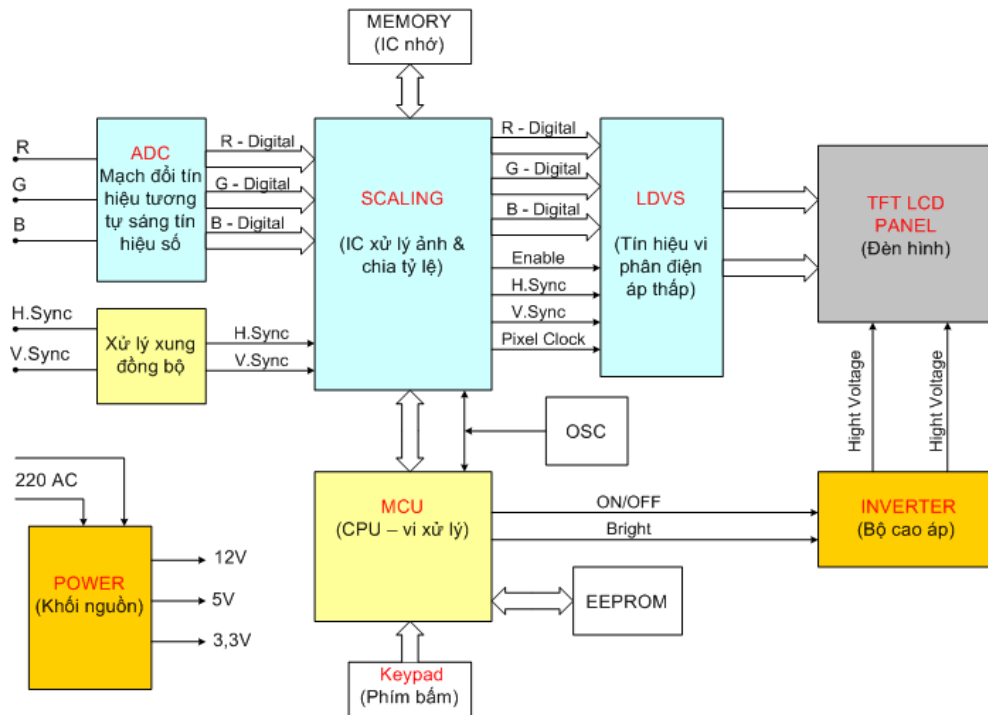 MEMORY
(IC nhớ)
R
G
B
ADC
Mạch đổi tín
hiệu tương
tự sáng tín
hiệu số
R - Digital
G - Digital
B - Digital
SCALING
(IC xử lý ảnh &
chia tỷ lệ)
R - Digital
G - Digital
B - Digital
Enable
H.Sync
V.Sync
Pixel Clock
LDVS
(Tín hiệu vi
phân điện
áp thấp)
TFT LCD
PANEL
(Đèn hình)
H.Sync
V.Sync
Xử lý xung
đồng bộ
H.Sync
V.Sync
Hight Voltage
Hight Voltage
OSC
220 AC
POWER
(Khối nguồn)
12V
5V
3,3V
MCU
(CPU – vi xử lý)
ON/OFF
Bright
INVERTER
(Bộ cao áp)
EEPROM
Keypad
(Phím bấm)